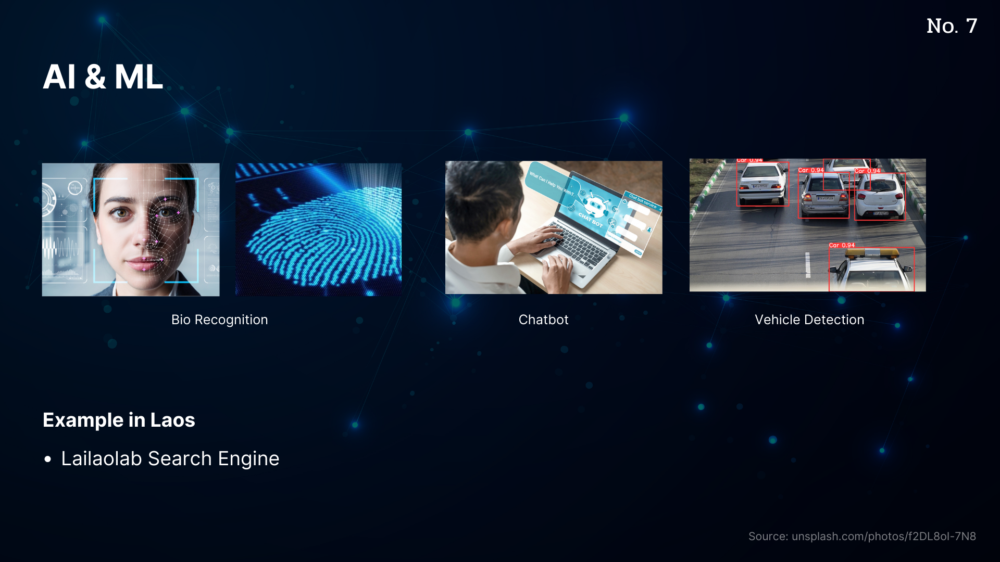 No. 7
AI & ML
What Can I Help You With?
CHAT BOT
Chat bot service
Car 0.94
Car 0.94
Car 0.94
Car 0.94
Bio Recognition
Chatbot
Vehicle Detection
Example in Laos
• Lailaolab Search Engine
Source: unsplash.com/photos/f2DL8oI-7N8